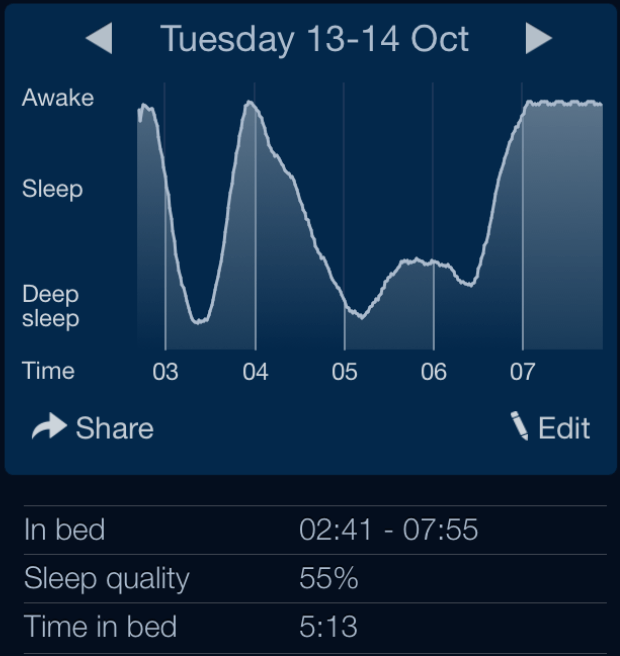 Tuesday 13-14 Oct
Awake
Sleep
Deep
sleep
Time 03 04 05 06 07
Share Edit
In bed 02:41 - 07:55
Sleep quality 55%
Time in bed 5:13